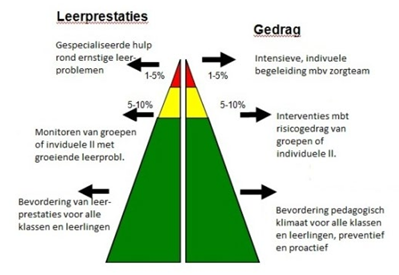 Leerprestaties
Gespecialiseerde hulp
rond ernstige leer-
problemen
1-5%
5-10%
Monitoren van groepen
of inviduele ll met
groeiende leerprobl.
Bevordering van leer-
prestaties voor alle
klassen en leerlingen
Gedrag
Intensieve, indivuele
begeleiding mbv zorgteam
1-5%
5-10%
Interventies mbt
risicogedrag van
groepen of
individuele ll.
Bevordering pedagogisch
klimaat voor alle klassen
en leerlingen, preventief
en proactief